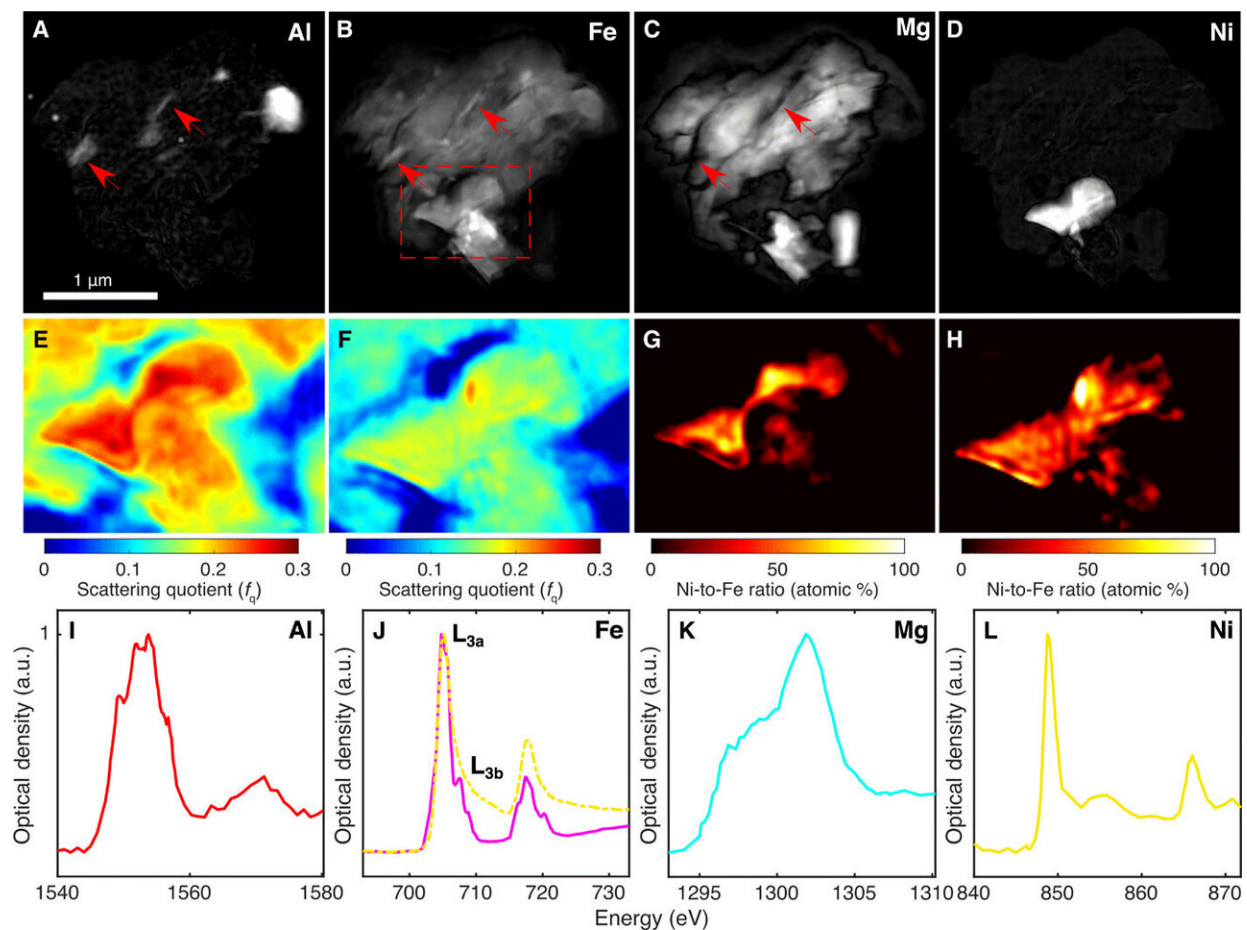 A Al B Fe C Mg D Ni
1 μm
E F G H
0 0.1 0.2 0.3 0 0.1 0.2 0.3 0 50 100 0 50 100
Scattering quotient (fq) Scattering quotient (fq) Ni-to-Fe ratio (atomic %) Ni-to-Fe ratio (atomic %)
I Al J Fe K Mg L Ni
1
L3a
L3b
Optical density (a.u.) Optical density (a.u.) Optical density (a.u.) Optical density (a.u.)
1540 1560 1580 700 710 720 730 1295 1300 1305 1310 840 850 860 870
Energy (eV)